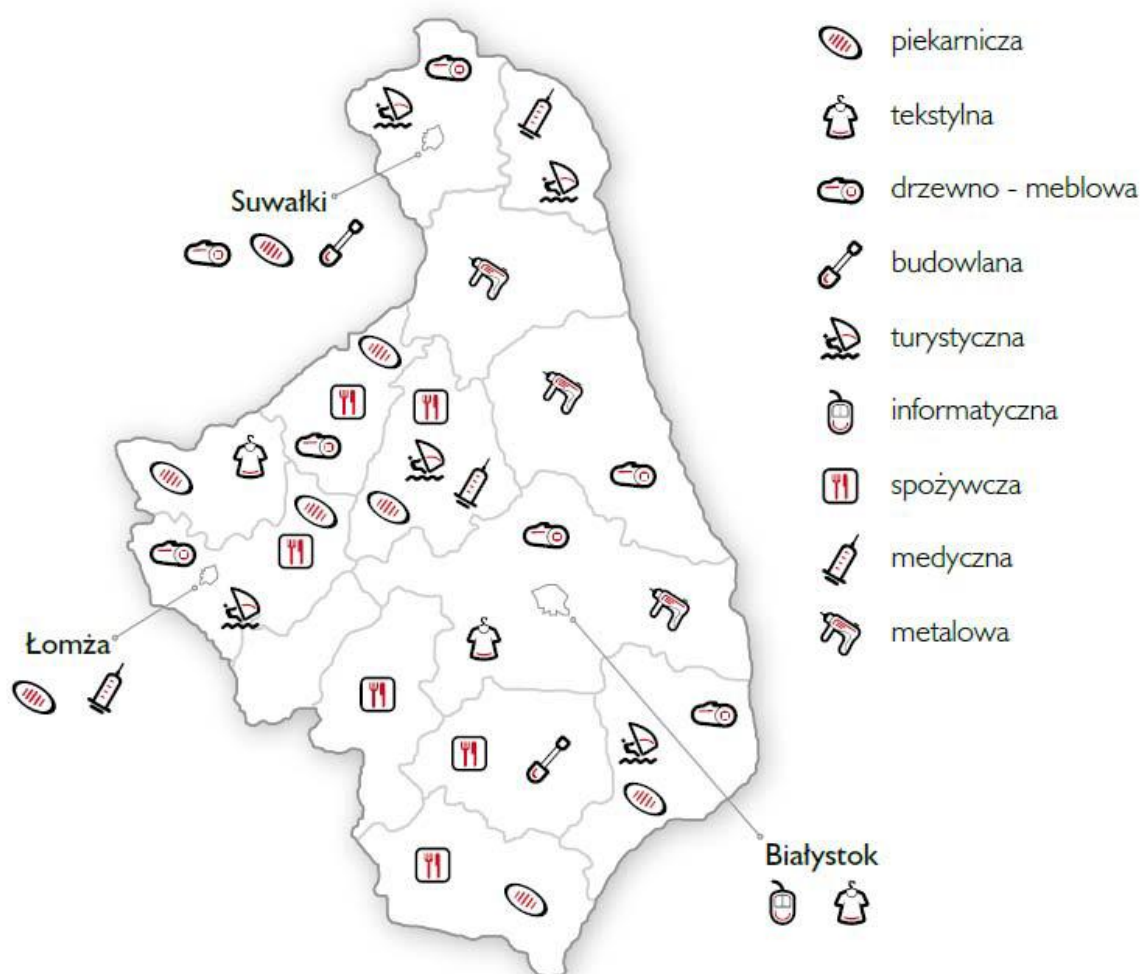 piekarnicza
tekstylna
drzewno - meblowa
budowlana
turystyczna
informatyczna
spożywcza
medyczna
metalowa
Suwałki
Łomża
Białystok